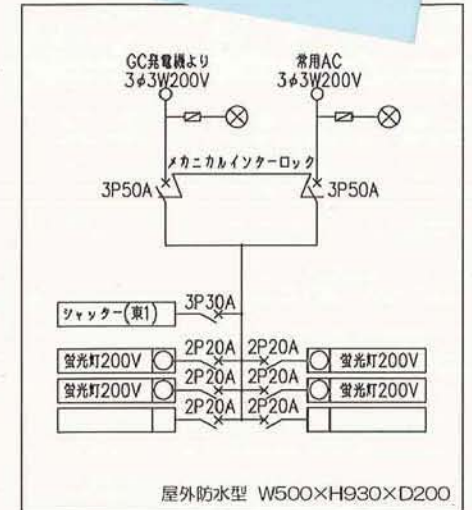 GC発電機より 常用AC
3φ3W200V 3φ3W200V
メカニカルインターロック
3P50A 3P50A
シャッター(東1) 3P30A
2P20A 2P20A
蛍光灯200V 蛍光灯200V
2P20A 2P20A
蛍光灯200V 蛍光灯200V
2P20A 2P20A
屋外防水型 W500×H930×D200